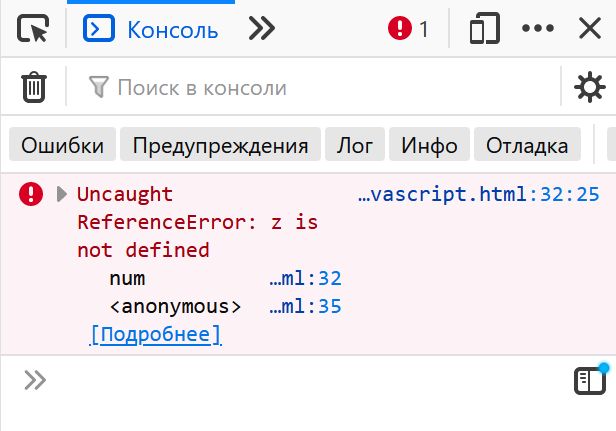 Консоль 1
Поиск в консоли
Ошибки Предупреждения Лог Инфо Отладка
Uncaught …vascript.html:32:25
ReferenceError: z is
not defined
num …ml:32
<anonymous> …ml:35
[Подробнее]